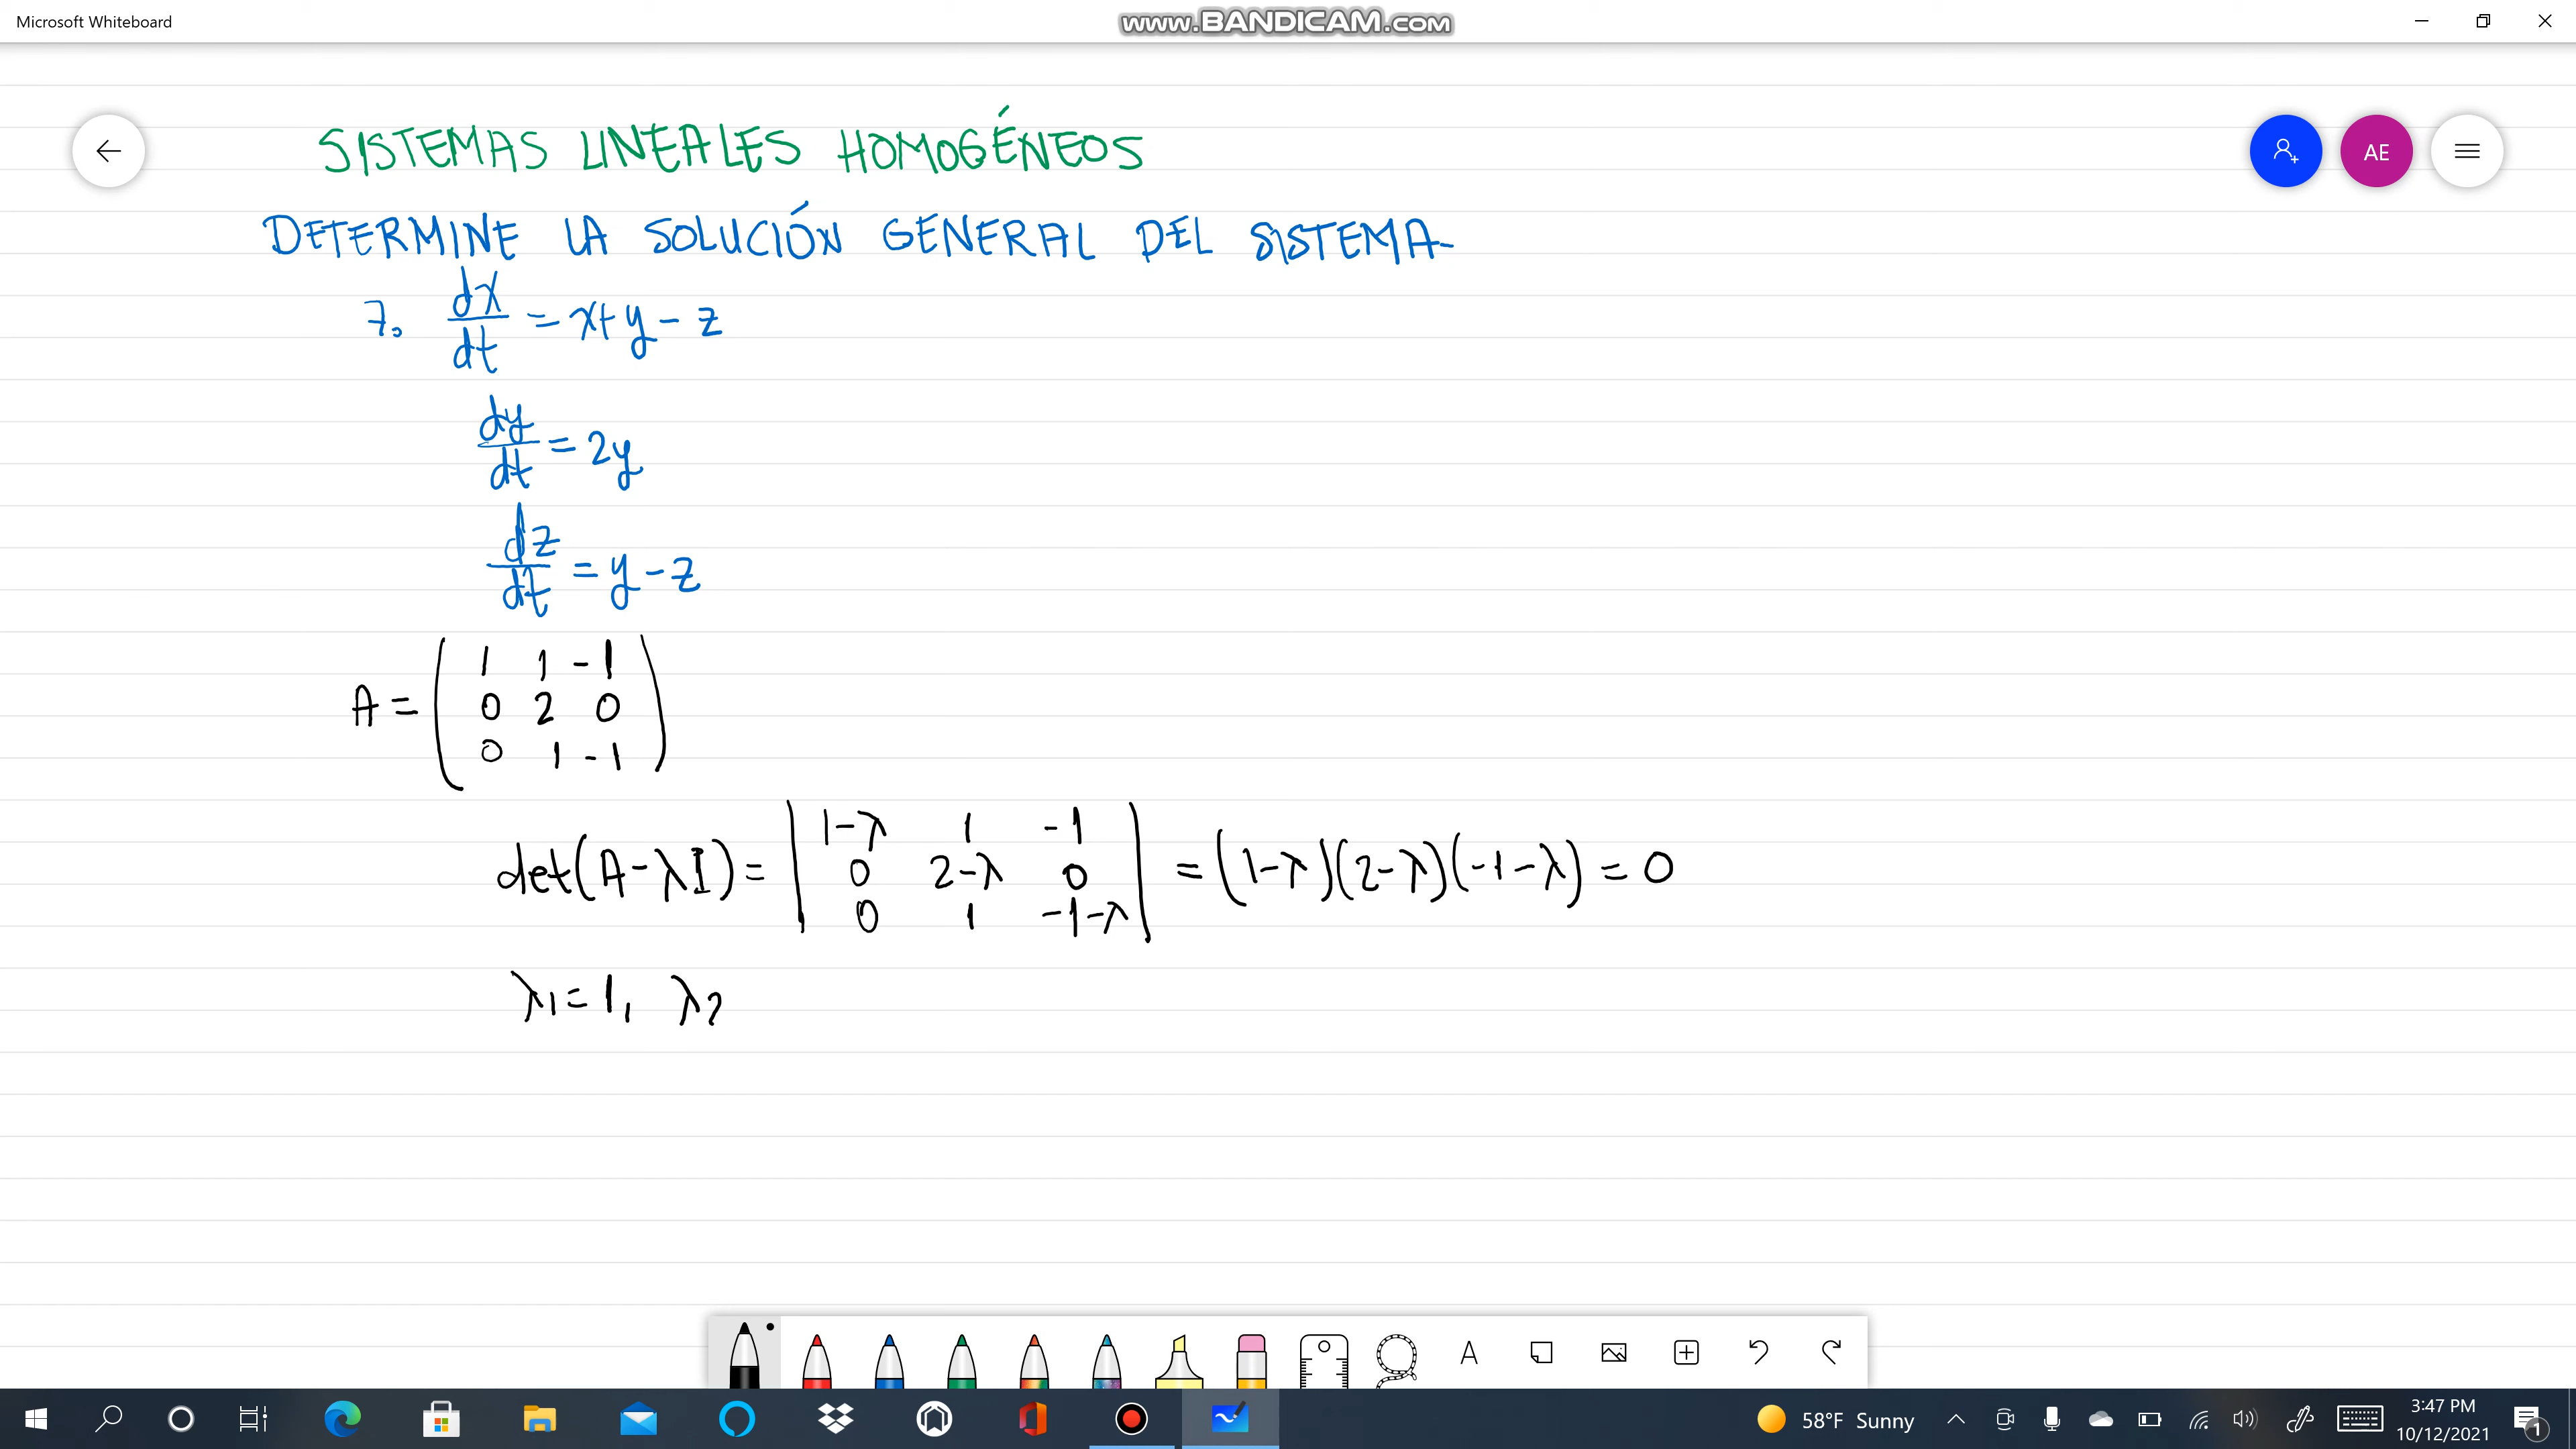 Microsoft Whiteboard
www.BANDICAM.com
SISTEMAS LINEALES HOMOGÉNEOS
AE
DETERMINE LA SOLUCIÓN GENERAL DEL SISTEMA-
7. dx/dt = x+y-z
dy/dt = 2y
dz/dt = y-z
A = ( 1 1 -1
0 2 0
0 1 -1 )
det(A-λI) = | 1-λ 1 -1
0 2-λ 0
0 1 -1-λ | = (1-λ)(2-λ)(-1-λ) = 0
λ1=1, λ2
A
58°F Sunny
3:47 PM
10/12/2021
1